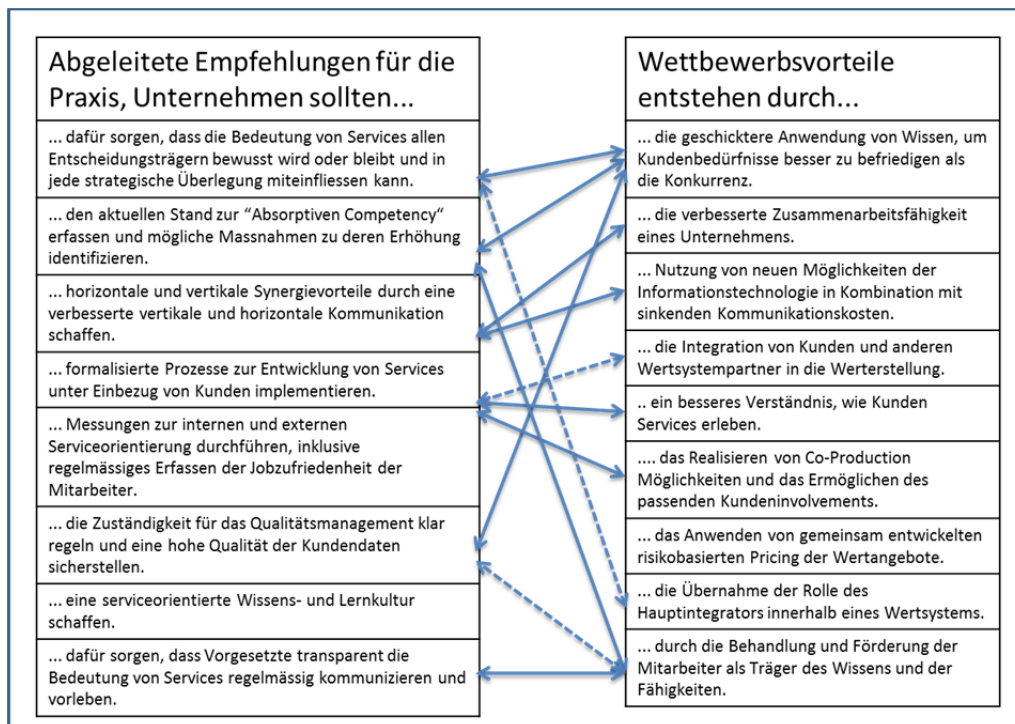 Abgeleitete Empfehlungen für die
Praxis, Unternehmen sollten...
... dafür sorgen, dass die Bedeutung von Services allen
Entscheidungsträgern bewusst wird oder bleibt und in
jede strategische Überlegung miteinfliessen kann.
... den aktuellen Stand zur “Absorptiven Competency“
erfassen und mögliche Massnahmen zu deren Erhöhung
identifizieren.
... horizontale und vertikale Synergievorteile durch eine
verbesserte vertikale und horizontale Kommunikation
schaffen.
... formalisierte Prozesse zur Entwicklung von Services
unter Einbezug von Kunden implementieren.
... Messungen zur internen und externen
Serviceorientierung durchführen, inklusive
regelmässiges Erfassen der Jobzufriedenheit der
Mitarbeiter.
... die Zuständigkeit für das Qualitätsmanagement klar
regeln und eine hohe Qualität der Kundendaten
sicherstellen.
... eine serviceorientierte Wissens- und Lernkultur
schaffen.
... dafür sorgen, dass Vorgesetzte transparent die
Bedeutung von Services regelmässig kommunizieren und
vorleben.
Wettbewerbsvorteile
entstehen durch...
... die geschicktere Anwendung von Wissen, um
Kundenbedürfnisse besser zu befriedigen als
die Konkurrenz.
... die verbesserte Zusammenarbeitsfähigkeit
eines Unternehmens.
... Nutzung von neuen Möglichkeiten der
Informationstechnologie in Kombination mit
sinkenden Kommunikationskosten.
... die Integration von Kunden und anderen
Wertsystempartner in die Werterstellung.
.. ein besseres Verständnis, wie Kunden
Services erleben.
.... das Realisieren von Co-Production
Möglichkeiten und das Ermöglichen des
passenden Kundeninvolvements.
... das Anwenden von gemeinsam entwickelten
risikobasierten Pricing der Wertangebote.
... die Übernahme der Rolle des
Hauptintegrators innerhalb eines Wertsystems.
... durch die Behandlung und Förderung der
Mitarbeiter als Träger des Wissens und der
Fähigkeiten.